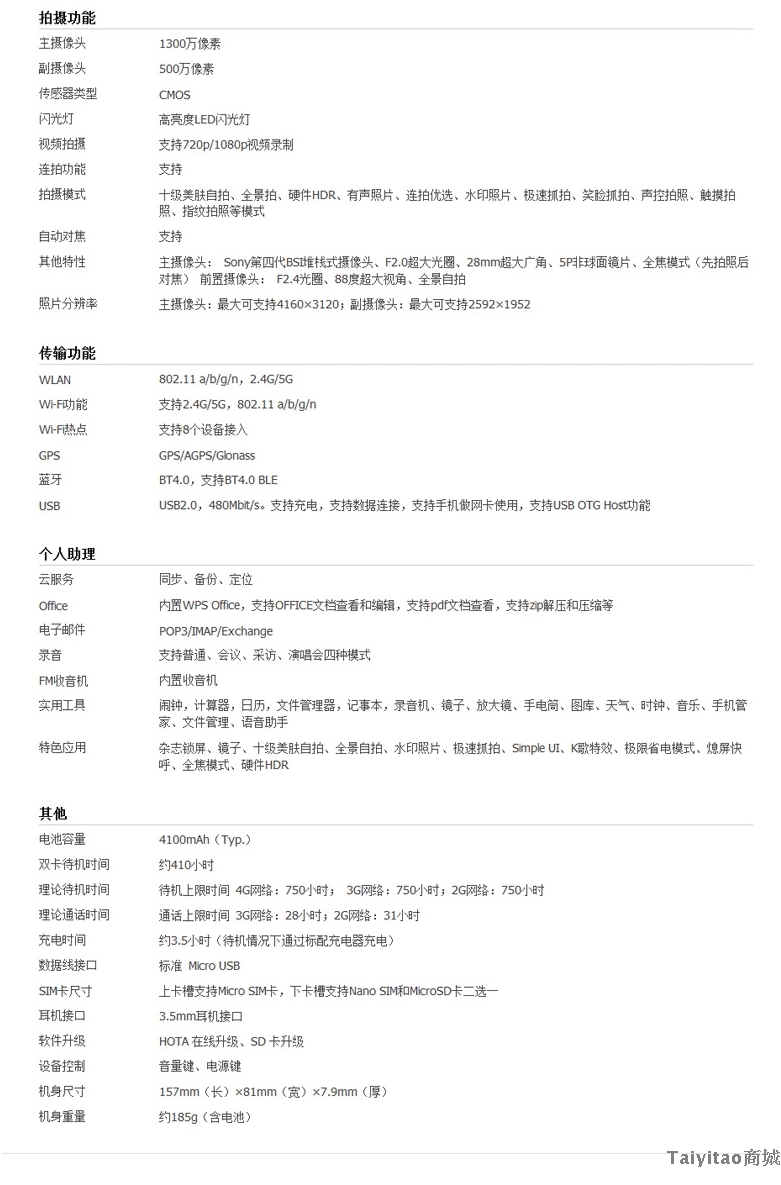 拍摄功能
主摄像头 1300万像素
副摄像头 500万像素
传感器类型 CMOS
闪光灯 高亮度LED闪光灯
视频拍摄 支持720p/1080p视频录制
连拍功能 支持
拍摄模式 十级美肤自拍、全景拍、硬件HDR、有声照片、连拍优选、水印照片、极速抓拍、笑脸抓拍、声控拍照、触摸拍
照、指纹拍照等模式
自动对焦 支持
其他特性 主摄像头： Sony第四代BSI堆栈式摄像头、F2.0超大光圈、28mm超大广角、5P非球面镜片、全焦模式（先拍照后
对焦） 前置摄像头： F2.4光圈、88度超大视角、全景自拍
照片分辨率 主摄像头：最大可支持4160×3120；副摄像头：最大可支持2592×1952
传输功能
WLAN 802.11 a/b/g/n，2.4G/5G
Wi-Fi功能 支持2.4G/5G，802.11 a/b/g/n
Wi-Fi热点 支持8个设备接入
GPS GPS/AGPS/Glonass
蓝牙 BT4.0，支持BT4.0 BLE
USB USB2.0，480Mbit/s。支持充电，支持数据连接，支持手机做网卡使用，支持USB OTG Host功能
个人助理
云服务 同步、备份、定位
Office 内置WPS Office，支持OFFICE文档查看和编辑，支持pdf文档查看，支持zip解压和压缩等
电子邮件 POP3/IMAP/Exchange
录音 支持普通、会议、采访、演唱会四种模式
FM收音机 内置收音机
实用工具 闹钟，计算器，日历，文件管理器，记事本，录音机、镜子、放大镜、手电筒、图库、天气、时钟、音乐、手机管
家、文件管理、语音助手
特色应用 杂志锁屏、镜子、十级美肤自拍、全景自拍、水印照片、极速抓拍、Simple UI、K歌特效、极限省电模式、熄屏快
呼、全焦模式、硬件HDR
其他
电池容量 4100mAh（Typ.）
双卡待机时间 约410小时
理论待机时间 待机上限时间 4G网络：750小时； 3G网络：750小时；2G网络：750小时
理论通话时间 通话上限时间 3G网络：28小时；2G网络：31小时
充电时间 约3.5小时（待机情况下通过标配充电器充电）
数据线接口 标准 Micro USB
SIM卡尺寸 上卡槽支持Micro SIM卡，下卡槽支持Nano SIM和MicroSD卡二选一
耳机接口 3.5mm耳机接口
软件升级 HOTA 在线升级、SD 卡升级
设备控制 音量键、电源键
机身尺寸 157mm（长）×81mm（宽）×7.9mm（厚）
机身重量 约185g（含电池）
Taiyitao商城